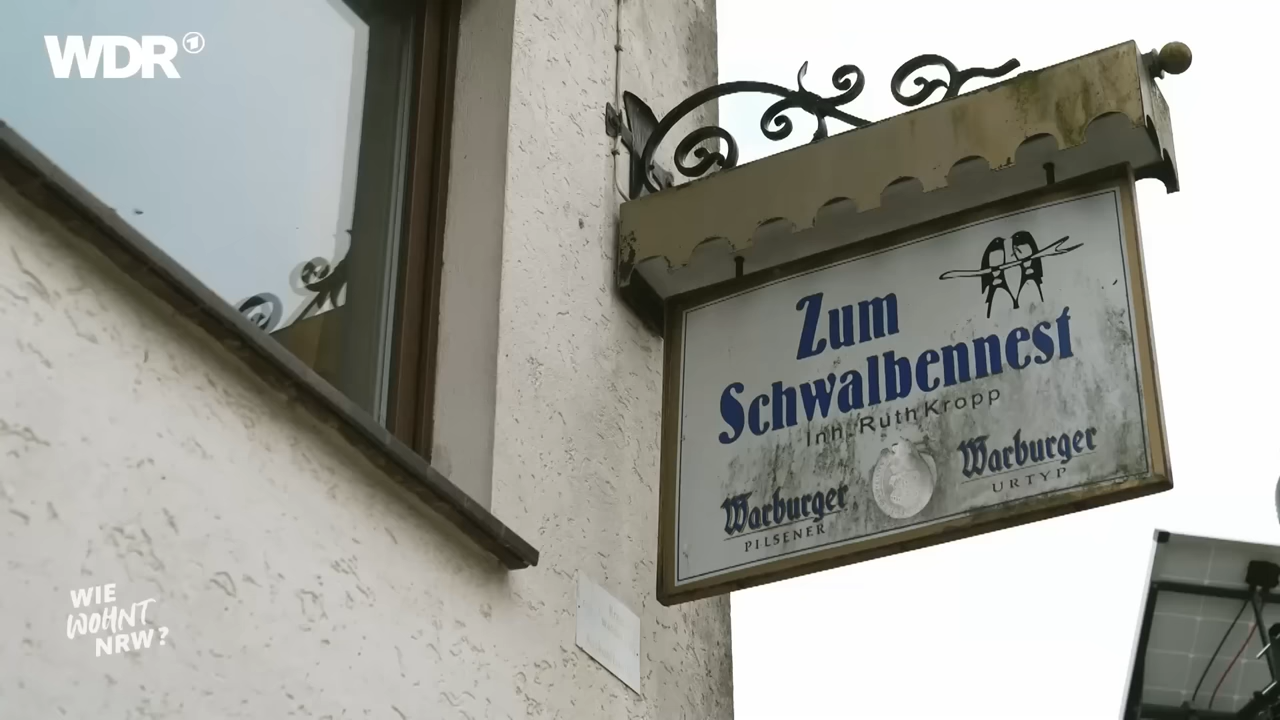 WDR
Zum
Schwalbennest
Inh. Ruth Kropp
Warburger
PILSENER
Warburger
URTYP
WIE
WOHNT
NRW?